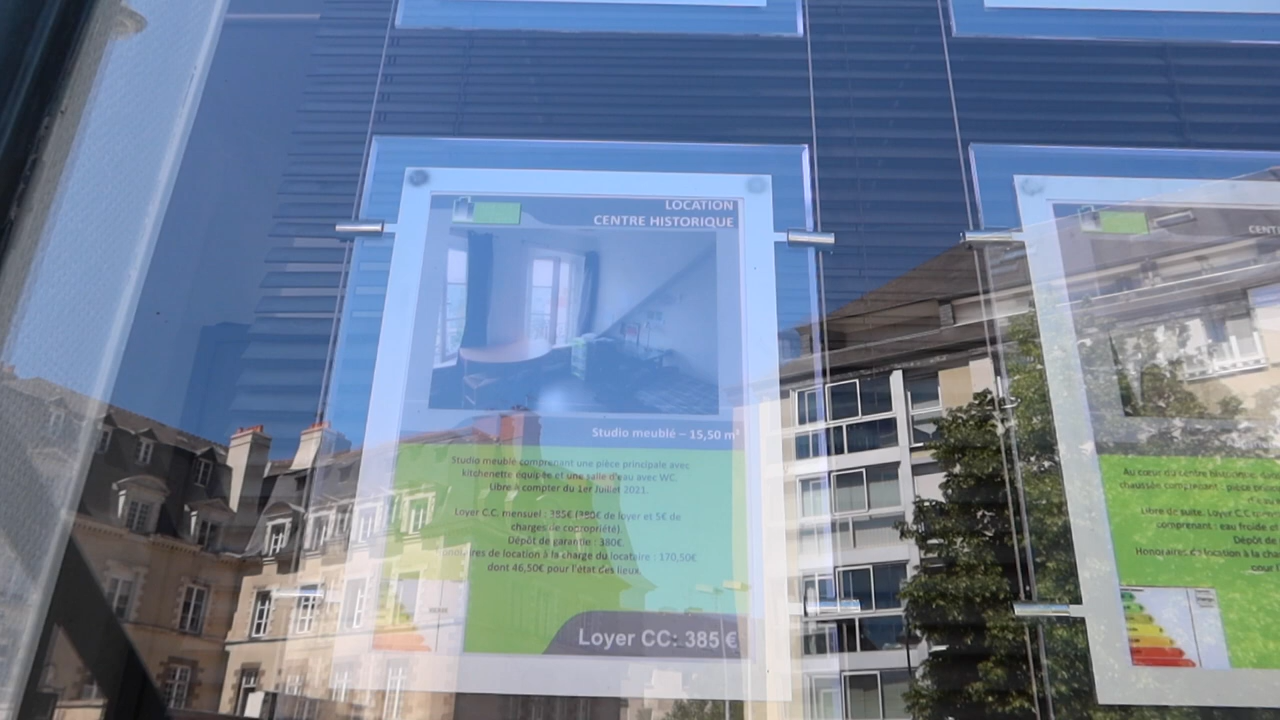 LOCATION
CENTRE HISTORIQUE
Studio meublé – 15,50 m²
Studio meublé comprenant une pièce principale avec
kitchenette équipée et une salle d'eau avec WC.
Libre à compter du 1er Juillet 2021.
Loyer C.C. mensuel : 385€ (380€ de loyer et 5€ de
charges de copropriété).
Dépôt de garantie : 380€.
Honoraires de location à la charge du locataire : 170,50€
dont 46,50€ pour l'état des lieux.
Loyer CC: 385 €
Au cœur du centre historique,
chaussée comprenant : pièce
Libre de suite. Loyer C.C
comprenant : eau froide
Dépôt de
Honoraires de location à la
pour